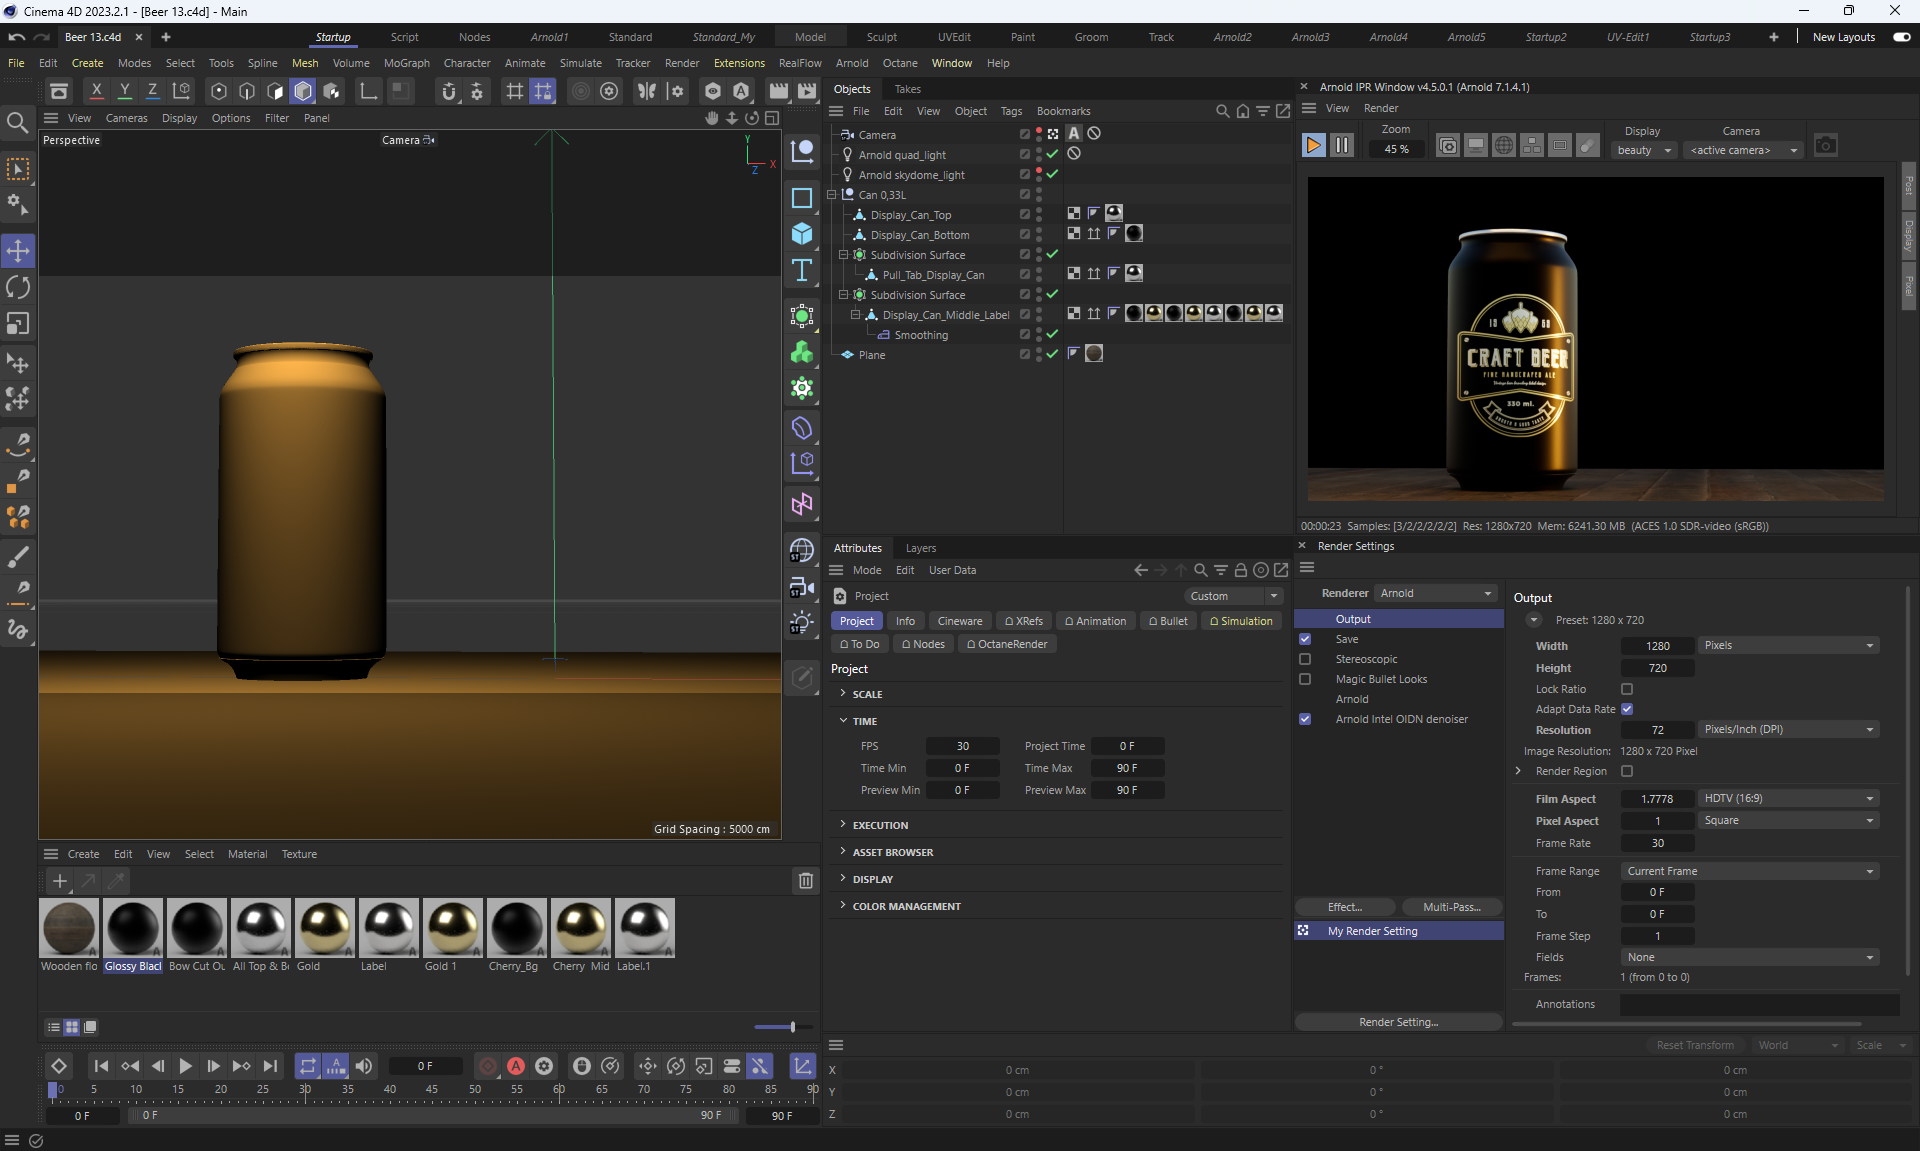 Cinema 4D 2023.2.1 - [Beer 13.c4d] - Main
Beer 13.c4d
Startup Script Nodes Arnold1 Standard Standard_My Model Sculpt UVEdit Paint Groom Track Arnold2 Arnold3 Arnold4 Arnold5 Startup2 UV-Edit1 Startup3 New Layouts
File Edit Create Modes Select Tools Spline Mesh Volume MoGraph Character Animate Simulate Tracker Render Extensions RealFlow Arnold Octane Window Help
X Y Z
View Cameras Display Options Filter Panel
Perspective
Camera
Y
X
Z
Grid Spacing : 5000 cm
Objects Takes
File Edit View Object Tags Bookmarks
Camera
Arnold quad_light
Arnold skydome_light
Can 0,33L
Display_Can_Top
Display_Can_Bottom
Subdivision Surface
Pull_Tab_Display_Can
Subdivision Surface
Display_Can_Middle_Label
Smoothing
Plane
Arnold IPR Window v4.5.0.1 (Arnold 7.1.4.1)
View Render
Zoom
45 %
Display
beauty
Camera
<active camera>
Post
Display
Pixel
CRAFT BEER
FINE HANDCRAFTED ALE
330 ml.
00:00:23 Samples: [3/2/2/2/2/2] Res: 1280x720 Mem: 6241.30 MB (ACES 1.0 SDR-video (sRGB))
Attributes Layers
Mode Edit User Data
Project
Custom
Project Info Cineware XRefs Animation Bullet Simulation
To Do Nodes OctaneRender
Project
SCALE
TIME
FPS 30 Project Time 0 F
Time Min 0 F Time Max 90 F
Preview Min 0 F Preview Max 90 F
EXECUTION
ASSET BROWSER
DISPLAY
COLOR MANAGEMENT
Render Settings
Renderer Arnold
Output
Save
Stereoscopic
Magic Bullet Looks
Arnold
Arnold Intel OIDN denoiser
Effect... Multi-Pass...
My Render Setting
Render Setting...
Output
Preset: 1280 x 720
Width 1280 Pixels
Height 720
Lock Ratio
Adapt Data Rate
Resolution 72 Pixels/Inch (DPI)
Image Resolution: 1280 x 720 Pixel
Render Region
Film Aspect 1.7778 HDTV (16:9)
Pixel Aspect 1 Square
Frame Rate 30
Frame Range Current Frame
From 0 F
To 0 F
Frame Step 1
Fields None
Frames: 1 (from 0 to 0)
Annotations
Create Edit View Select Material Texture
Wooden flo Glossy Blacl Bow Cut Ou All Top & B Gold Label Gold 1 Cherry_Bg Cherry Mid Label.1
0 F
0 5 10 15 20 25 30 35 40 45 50 55 60 65 70 75 80 85 90
0 F 0 F 90 F 90 F
Reset Transform World Scale
X 0 cm 0 ° 0 cm
Y 0 cm 0 ° 0 cm
Z 0 cm 0 ° 0 cm